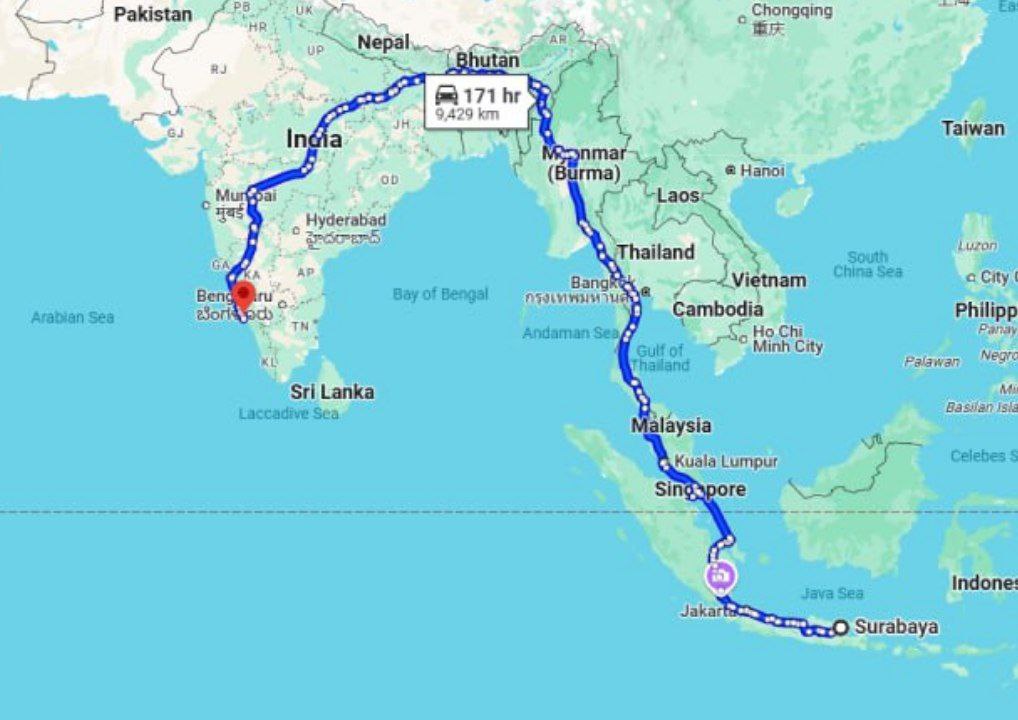 Pakistan
PB
HR
UK
Nepal
AR
Chongqing
重庆
RJ
UP
Bhutan
171 hr
9,429 km
GJ
India
JH
Myanmar
(Burma)
Hanoi
Taiwan
OD
Laos
Mumbai
मुंबई
Hyderabad
హైదరాబాద్
Thailand
Luzon
GA
KA
AP
Bangkok
กรุงเทพมหานคร
Vietnam
South
China Sea
City
Bengaluru
ಬೆಂಗಳೂರು
Bay of Bengal
Cambodia
Philipp
Arabian Sea
TN
Andaman Sea
Ho Chi
Minh City
Panay
KL
Gulf of
Thailand
Palawan
Negro
Sri Lanka
Laccadive Sea
Basilan Isla
Malaysia
Celebes S
Kuala Lumpur
Singapore
Indones
Java Sea
Jakarta
Surabaya